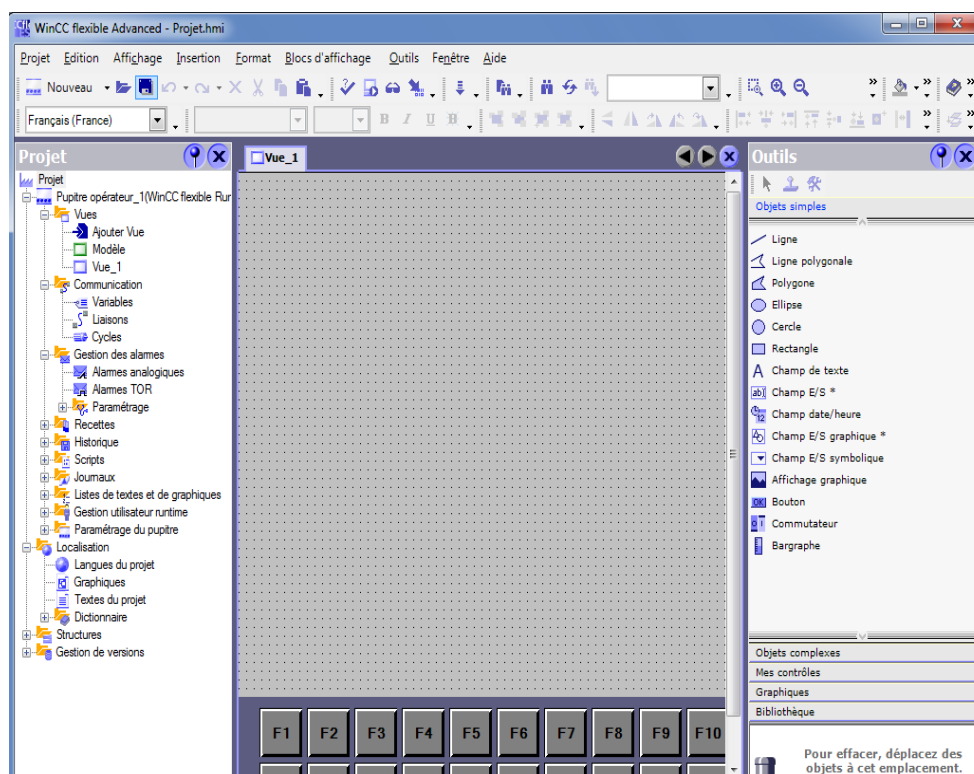 WinCC flexible Advanced - Projet.hmi
Projet Edition Affichage Insertion Format Blocs d'affichage Outils Fenêtre Aide
Nouveau
Français (France)
B I U
Projet
Projet
Pupitre opérateur_1(WinCC flexible Rur
Vues
Ajouter Vue
Modèle
Vue_1
Communication
Variables
Liaisons
Cycles
Gestion des alarmes
Alarmes analogiques
Alarmes TOR
Paramétrage
Recettes
Historique
Scripts
Journaux
Listes de textes et de graphiques
Gestion utilisateur runtime
Paramétrage du pupitre
Localisation
Langues du projet
Graphiques
Textes du projet
Dictionnaire
Structures
Gestion de versions
Vue_1
F1 F2 F3 F4 F5 F6 F7 F8 F9 F10
Outils
Objets simples
Ligne
Ligne polygonale
Polygone
Ellipse
Cercle
Rectangle
A Champ de texte
ab Champ E/S *
12 Champ date/heure
Champ E/S graphique *
Champ E/S symbolique
Affichage graphique
OK Bouton
0 I Commutateur
Bargraphe
Objets complexes
Mes contrôles
Graphiques
Bibliothèque
Pour effacer, déplacez des
objets à cet emplacement.